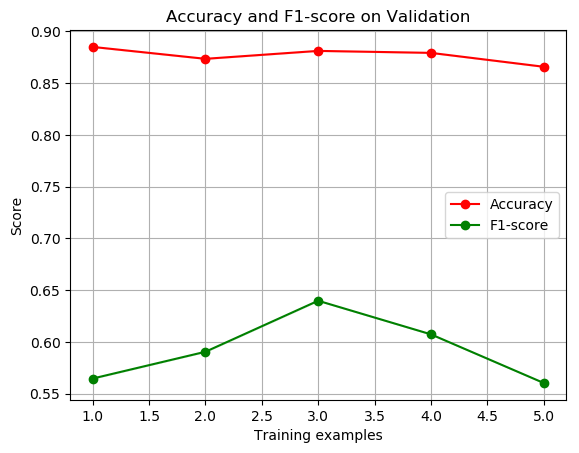 Accuracy and F1-score on Validation
0.90
0.85
0.80
0.75
0.70
0.65
0.60
0.55
Score
Accuracy
F1-score
1.0 1.5 2.0 2.5 3.0 3.5 4.0 4.5 5.0
Training examples